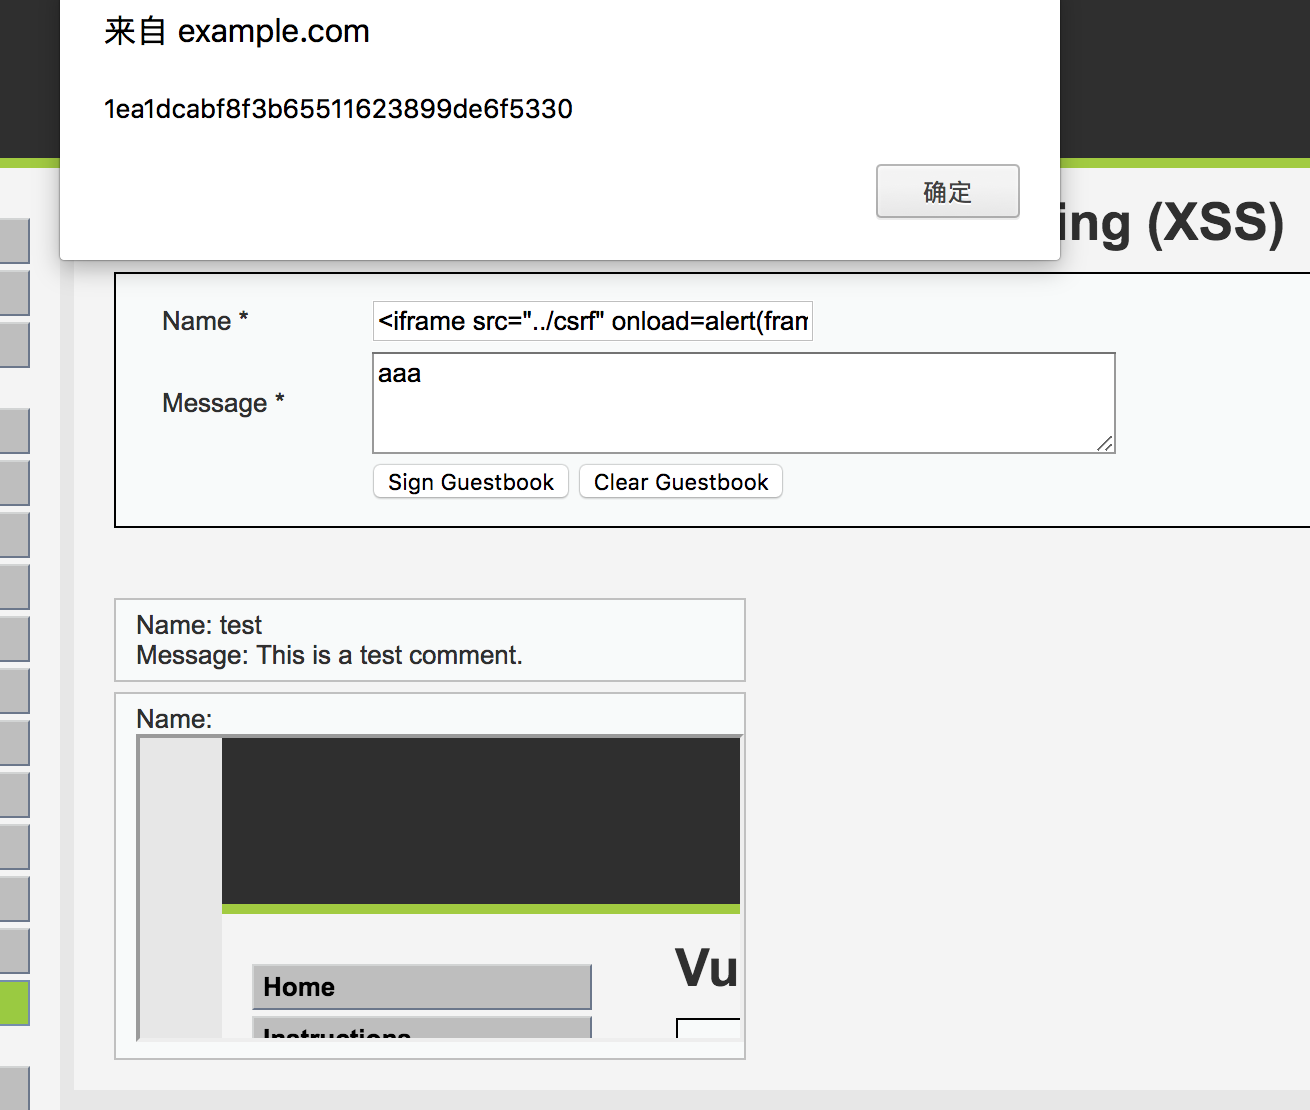 来自 example.com
1ea1dcabf8f3b65511623899de6f5330
确定
ing (XSS)
Name *
<iframe src="../csrf" onload=alert(fram
Message *
aaa
Sign Guestbook
Clear Guestbook
Name: test
Message: This is a test comment.
Name:
Vu
Home
Instructions